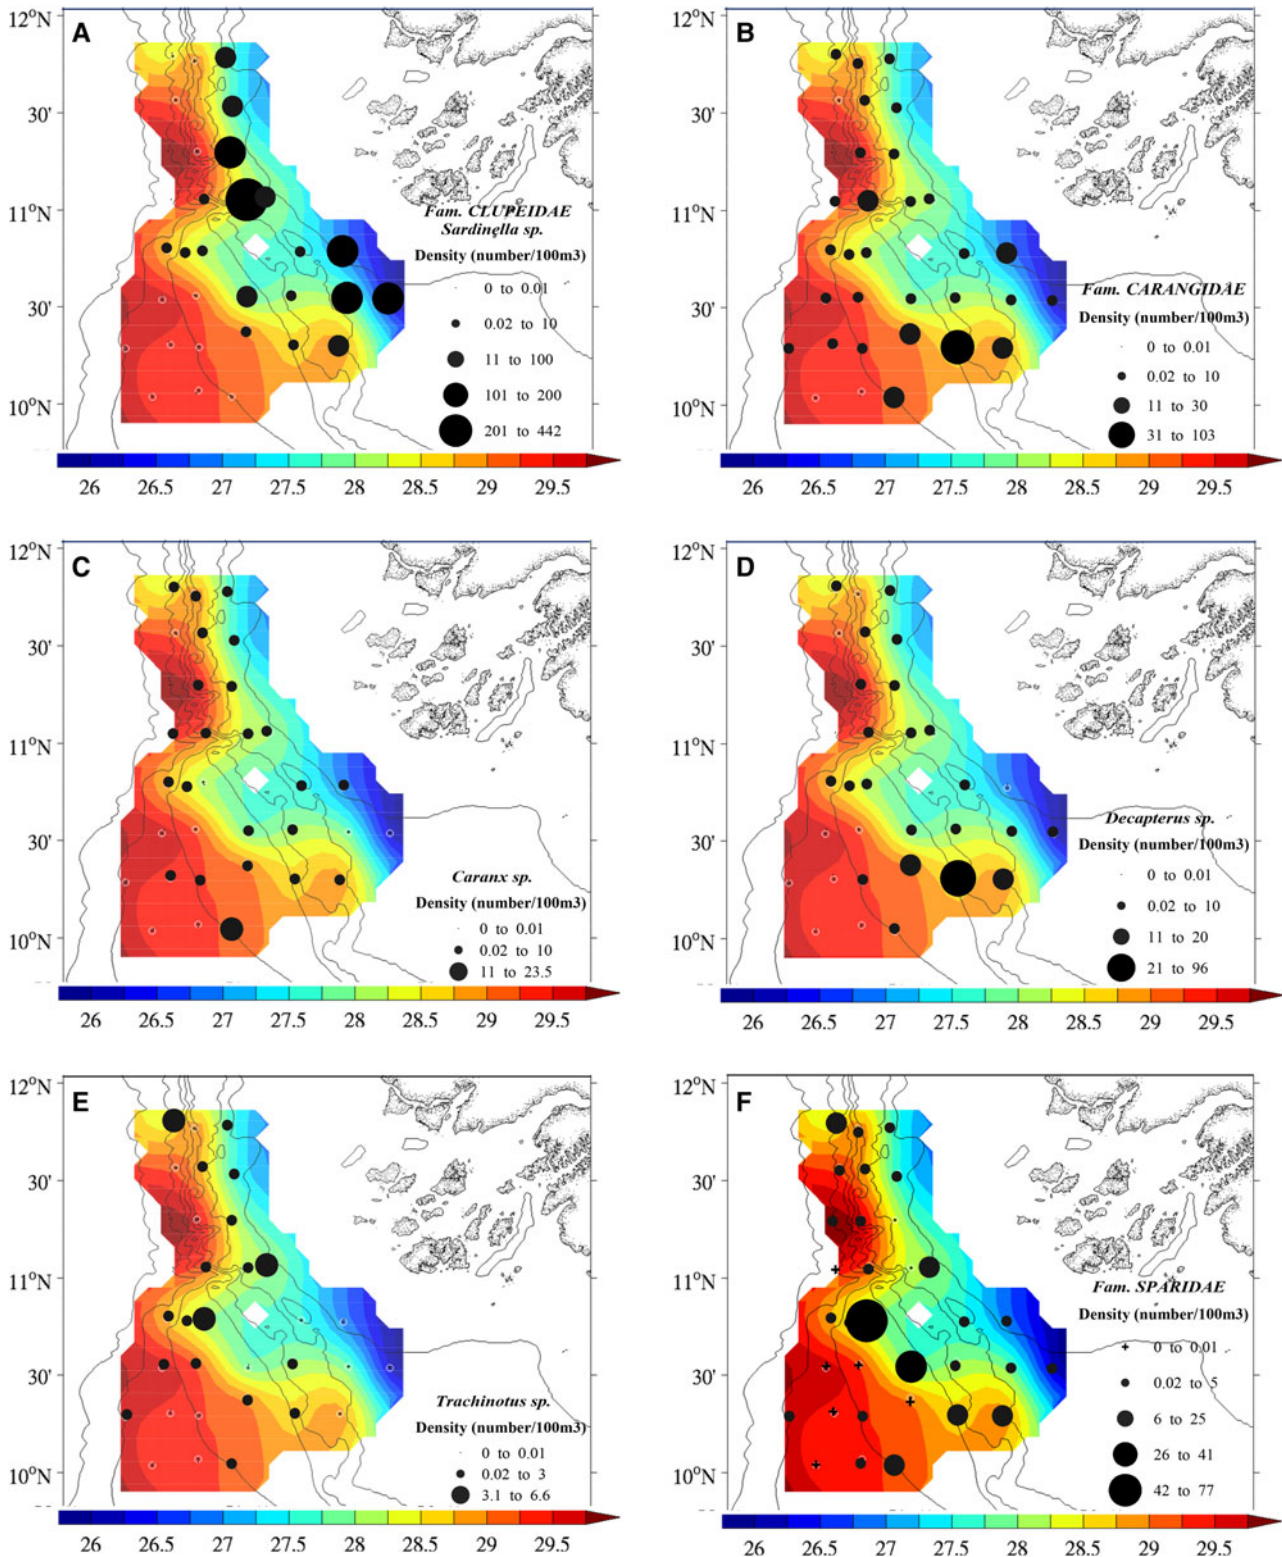 A
12°N
30'
11°N
30'
10°N
Fam. CLUPEIDAE
Sardinella sp.
Density (number/100m3)
0 to 0.01
0.02 to 10
11 to 100
101 to 200
201 to 442
26 26.5 27 27.5 28 28.5 29 29.5
B
12°N
30'
11°N
30'
10°N
Fam. CARANGIDAE
Density (number/100m3)
0 to 0.01
0.02 to 10
11 to 30
31 to 103
26 26.5 27 27.5 28 28.5 29 29.5
C
12°N
30'
11°N
30'
10°N
Caranx sp.
Density (number/100m3)
0 to 0.01
0.02 to 10
11 to 23.5
26 26.5 27 27.5 28 28.5 29 29.5
D
12°N
30'
11°N
30'
10°N
Decapterus sp.
Density (number/100m3)
0 to 0.01
0.02 to 10
11 to 20
21 to 96
26 26.5 27 27.5 28 28.5 29 29.5
E
12°N
30'
11°N
30'
10°N
Trachinotus sp.
Density (number/100m3)
0 to 0.01
0.02 to 3
3.1 to 6.6
26 26.5 27 27.5 28 28.5 29 29.5
F
12°N
30'
11°N
30'
10°N
Fam. SPARIDAE
Density (number/100m3)
0 to 0.01
0.02 to 5
6 to 25
26 to 41
42 to 77
26 26.5 27 27.5 28 28.5 29 29.5